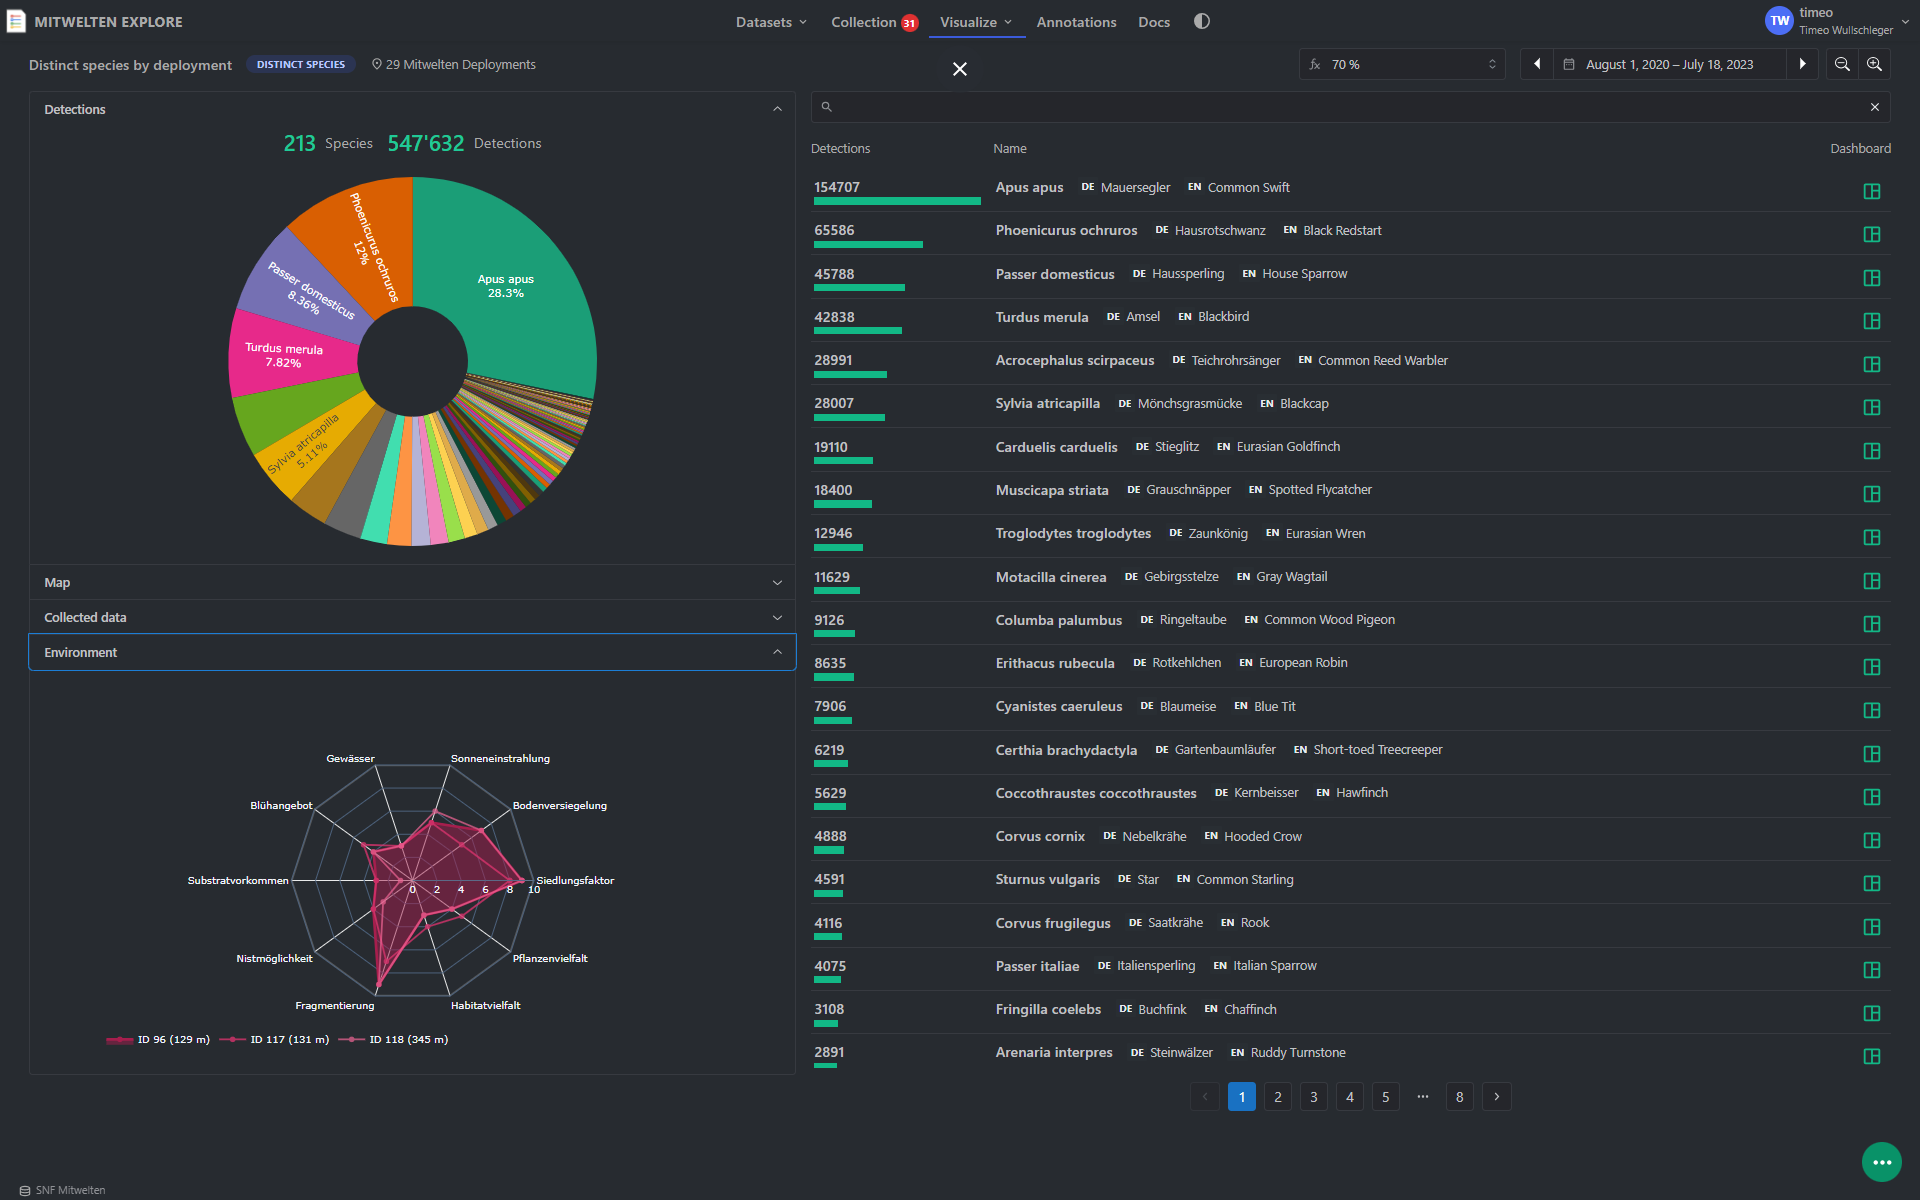 MITWELTEN EXPLORE
Datasets
Collection 31
Visualize
Annotations
Docs
TW
timeo
Timeo Wullschleger
Distinct species by deployment
DISTINCT SPECIES
29 Mitwelten Deployments
fx 70 %
August 1, 2020 – July 18, 2023
Detections
213 Species 547'632 Detections
Phoenicurus ochruros
12%
Passer domesticus
8.36%
Turdus merula
7.82%
Sylvia atricapilla
5.11%
Apus apus
28.3%
Map
Collected data
Environment
Gewässer
Sonneneinstrahlung
Blühangebot
Bodenversiegelung
Substratvorkommen
0 2 4 6 8 10
Siedlungsfaktor
Nistmöglichkeit
Pflanzenvielfalt
Fragmentierung
Habitatvielfalt
ID 96 (129 m) ID 117 (131 m) ID 118 (345 m)
Detections Name Dashboard
154707 Apus apus DE Mauersegler EN Common Swift
65586 Phoenicurus ochruros DE Hausrotschwanz EN Black Redstart
45788 Passer domesticus DE Haussperling EN House Sparrow
42838 Turdus merula DE Amsel EN Blackbird
28991 Acrocephalus scirpaceus DE Teichrohrsänger EN Common Reed Warbler
28007 Sylvia atricapilla DE Mönchsgrasmücke EN Blackcap
19110 Carduelis carduelis DE Stieglitz EN Eurasian Goldfinch
18400 Muscicapa striata DE Grauschnäpper EN Spotted Flycatcher
12946 Troglodytes troglodytes DE Zaunkönig EN Eurasian Wren
11629 Motacilla cinerea DE Gebirgsstelze EN Gray Wagtail
9126 Columba palumbus DE Ringeltaube EN Common Wood Pigeon
8635 Erithacus rubecula DE Rotkehlchen EN European Robin
7906 Cyanistes caeruleus DE Blaumeise EN Blue Tit
6219 Certhia brachydactyla DE Gartenbaumläufer EN Short-toed Treecreeper
5629 Coccothraustes coccothraustes DE Kernbeisser EN Hawfinch
4888 Corvus cornix DE Nebelkrähe EN Hooded Crow
4591 Sturnus vulgaris DE Star EN Common Starling
4116 Corvus frugilegus DE Saatkrähe EN Rook
4075 Passer italiae DE Italiensperling EN Italian Sparrow
3108 Fringilla coelebs DE Buchfink EN Chaffinch
2891 Arenaria interpres DE Steinwälzer EN Ruddy Turnstone
1 2 3 4 5 ••• 8
SNF Mitwelten